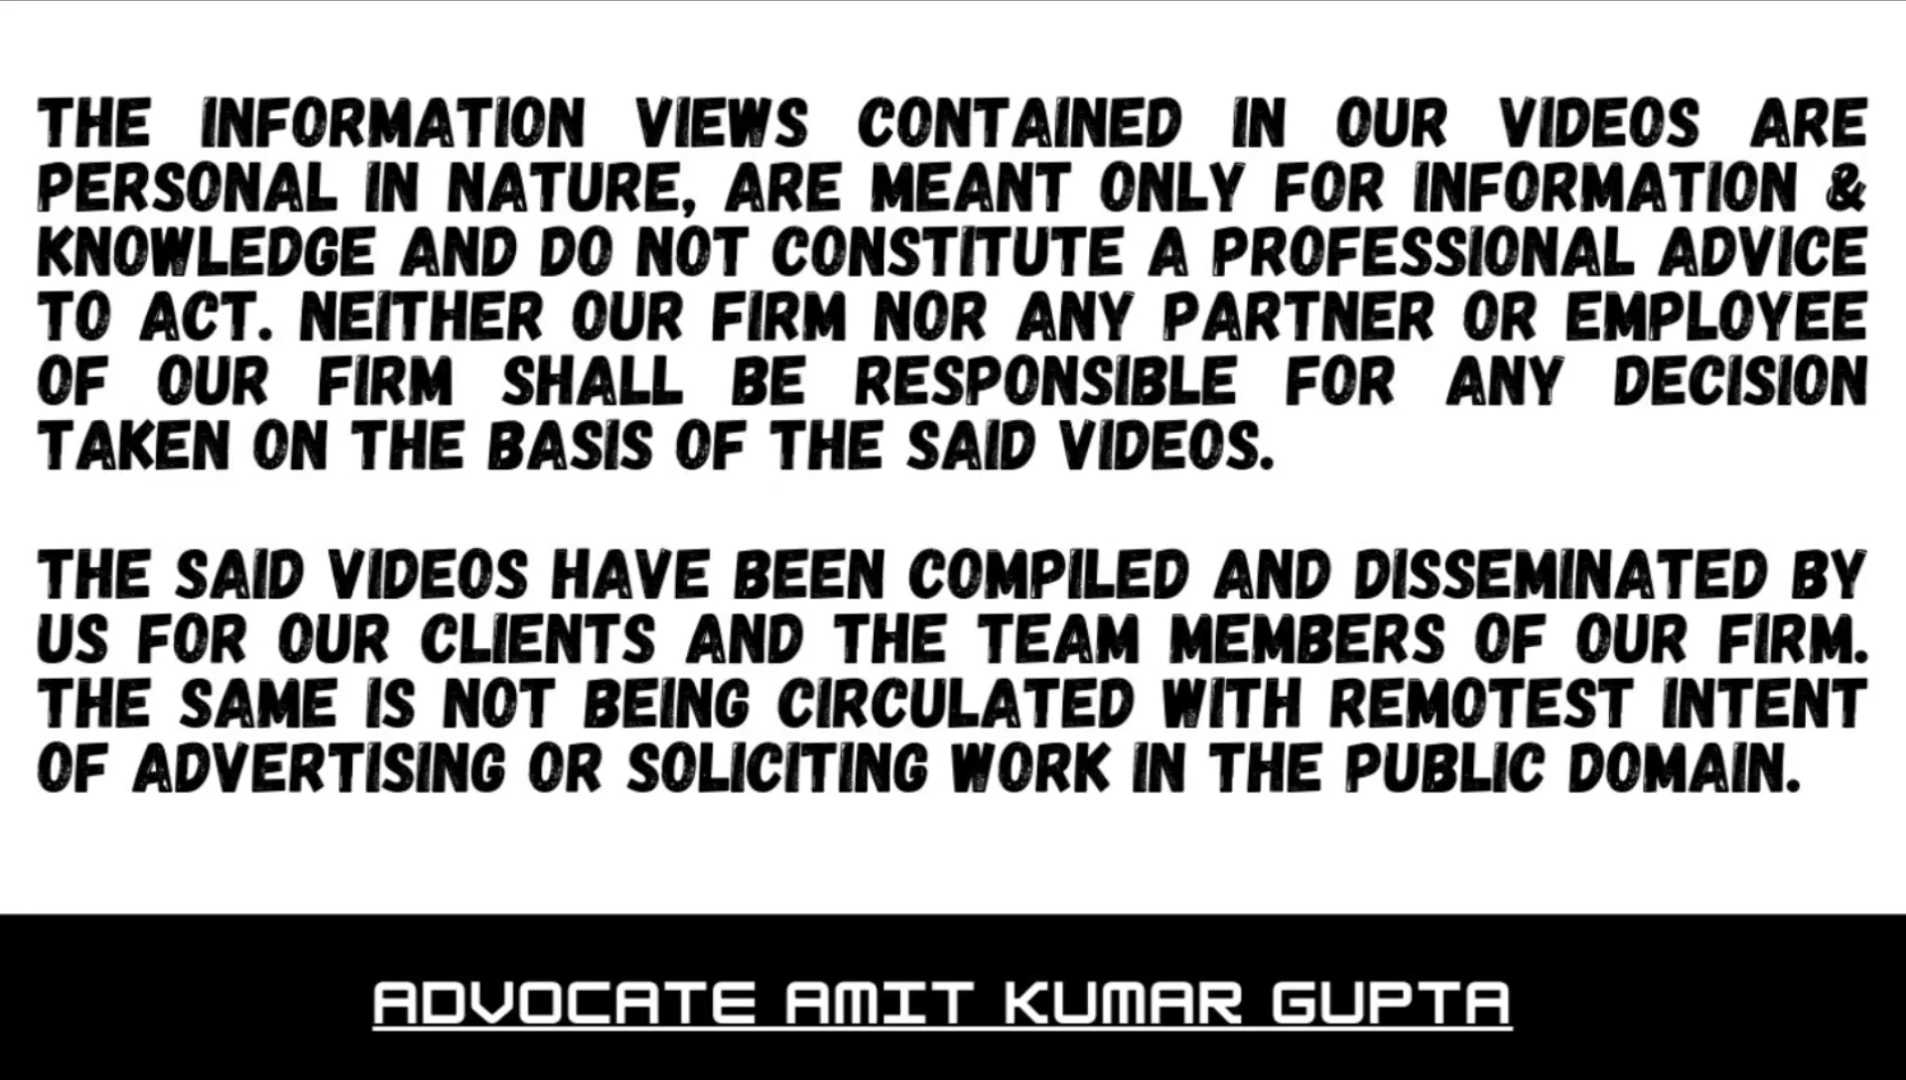 THE INFORMATION VIEWS CONTAINED IN OUR VIDEOS ARE
PERSONAL IN NATURE, ARE MEANT ONLY FOR INFORMATION &
KNOWLEDGE AND DO NOT CONSTITUTE A PROFESSIONAL ADVICE
TO ACT. NEITHER OUR FIRM NOR ANY PARTNER OR EMPLOYEE
OF OUR FIRM SHALL BE RESPONSIBLE FOR ANY DECISION
TAKEN ON THE BASIS OF THE SAID VIDEOS.
THE SAID VIDEOS HAVE BEEN COMPILED AND DISSEMINATED BY
US FOR OUR CLIENTS AND THE TEAM MEMBERS OF OUR FIRM.
THE SAME IS NOT BEING CIRCULATED WITH REMOTEST INTENT
OF ADVERTISING OR SOLICITING WORK IN THE PUBLIC DOMAIN.
ADVOCATE AMIT KUMAR GUPTA